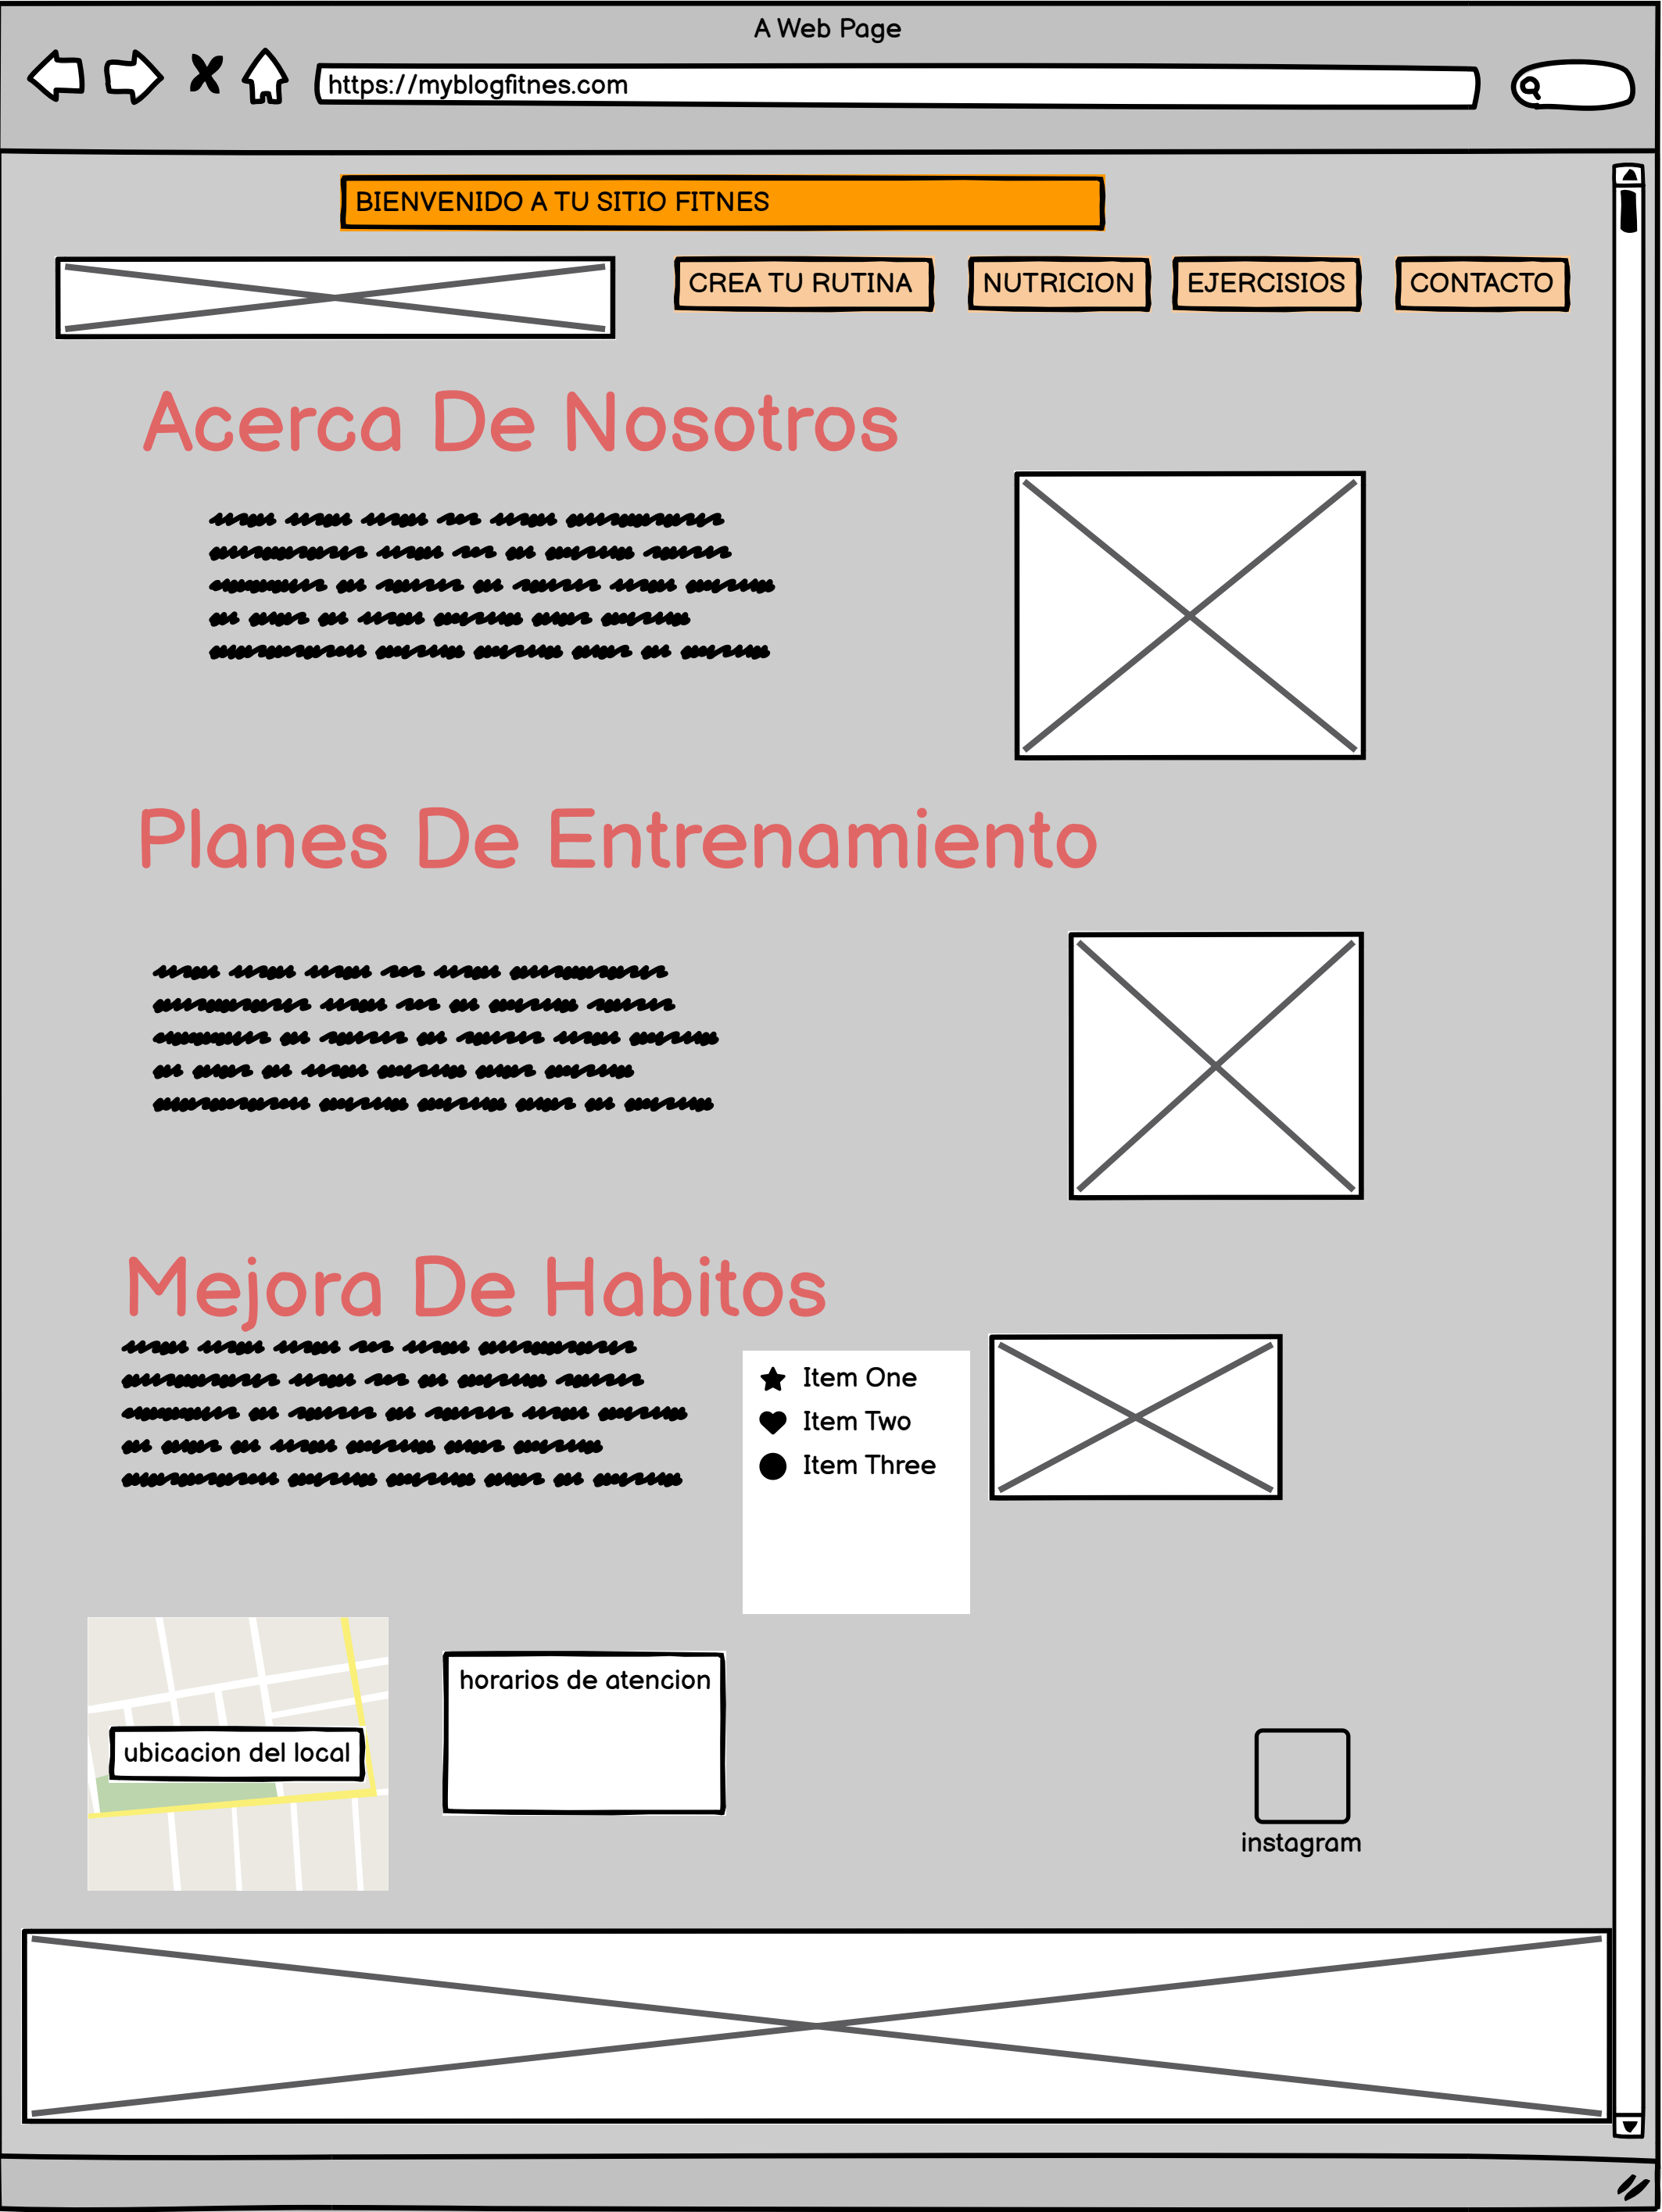 A Web Page
https://myblogfitnes.com
BIENVENIDO A TU SITIO FITNES
CREA TU RUTINA
NUTRICION
EJERCISIOS
CONTACTO
Acerca De Nosotros
Planes De Entrenamiento
Mejora De Habitos
Item One
Item Two
Item Three
ubicacion del local
horarios de atencion
instagram